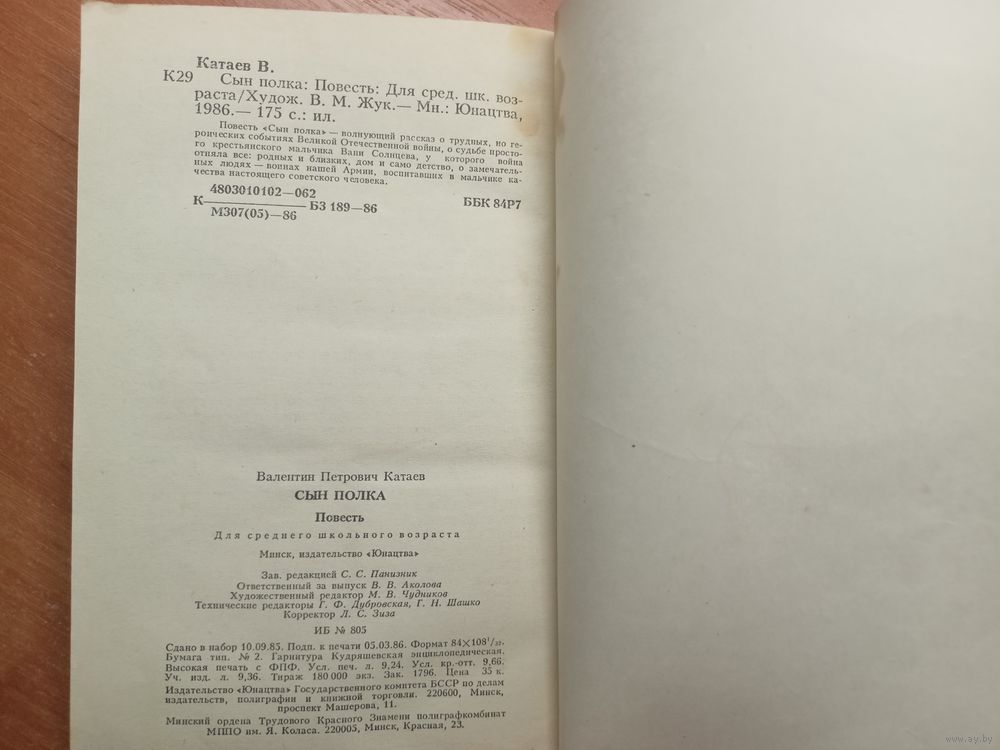 Катаев В.
К29 Сын полка: Повесть: Для сред. шк. воз-
раста/Худож. В. М. Жук.— Мн.: Юнацтва,
1986.— 175 с.: ил.
Повесть «Сын полка» — волнующий рассказ о трудных, но ге-
роических событиях Великой Отечественной войны, о судьбе просто-
го крестьянского мальчика Вани Солнцева, у которого война
отняла все: родных и близких, дом и само детство, о замечатель-
ных людях — воинах нашей Армии, воспитавших в мальчике ка-
чества настоящего советского человека.
4803010102—062
К———БЗ 189—86 ББК 84Р7
М307(05)—86
Валентин Петрович Катаев
СЫН ПОЛКА
Повесть
Для среднего школьного возраста
Минск, издательство «Юнацтва»
Зав. редакцией С. С. Панизник
Ответственный за выпуск В. В. Аколова
Художественный редактор М. В. Чудников
Технические редакторы Г. Ф. Дубровская, Г. Н. Шашко
Корректор Л. С. Зиза
ИБ № 805
Сдано в набор 10.09.85. Подп. к печати 05.03.86. Формат 84×108¹/₃₂.
Бумага тип. № 2. Гарнитура Кудряшевская энциклопедическая.
Высокая печать с ФПФ. Усл. печ. л. 9,24. Усл. кр.-отт. 9,66.
Уч. изд. л. 9,36. Тираж 180 000 экз. Зак. 1796. Цена 35 к.
Издательство «Юнацтва» Государственного комитета БССР по делам
издательств, полиграфии и книжной торговли. 220600, Минск,
проспект Машерова, 11.
Минский ордена Трудового Красного Знамени полиграфкомбинат
МППО им. Я. Коласа. 220005, Минск, Красная, 23.
www.ay.by